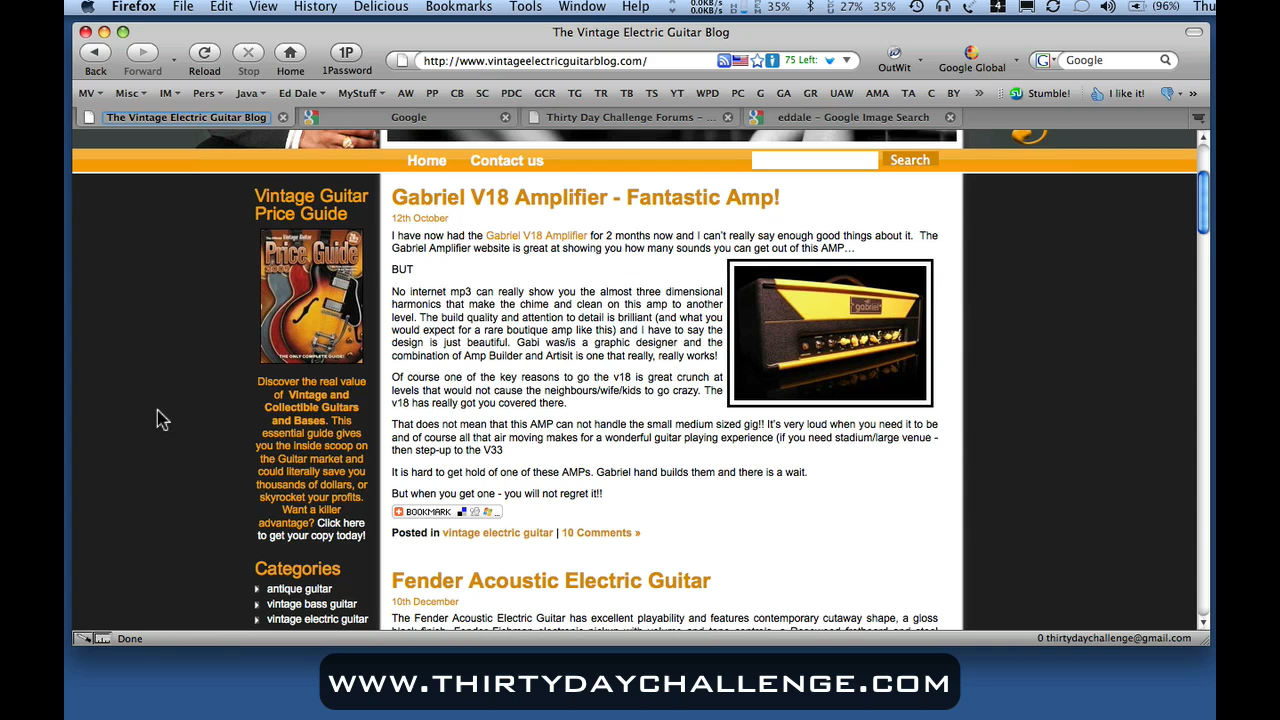 Firefox File Edit View History Delicious Bookmarks Tools Window Help 0.0KB/s 0.0KB/s 35% 27% 35% 4 (96%) Thu
The Vintage Electric Guitar Blog
Back Forward Reload Stop Home 1P 1Password http://www.vintageelectricguitarblog.com/ 75 Left: OutWit Google Global G Google
MV Misc IM Pers Java Ed Dale MyStuff AW PP CB SC PDC GCR TG TR TB TS YT WPD PC G GA GR UAW AMA TA C BY » Stumble! I like it! »
The Vintage Electric Guitar Blog Google Thirty Day Challenge Forums - ... eddale - Google Image Search
Home Contact us Search
Vintage Guitar
Price Guide
Price Guide
THE ONLY COMPLETE GUIDE!
Discover the real value
of Vintage and
Collectible Guitars
and Bases. This
essential guide gives
you the inside scoop on
the Guitar market and
could literally save you
thousands of dollars, or
skyrocket your profits.
Want a killer
advantage? Click here
to get your copy today!
Categories
antique guitar
vintage bass guitar
vintage electric guitar
Gabriel V18 Amplifier - Fantastic Amp!
12th October
I have now had the Gabriel V18 Amplifier for 2 months now and I can't really say enough good things about it. The
Gabriel Amplifier website is great at showing you how many sounds you can get out of this AMP…
BUT
No internet mp3 can really show you the almost three dimensional
harmonics that make the chime and clean on this amp to another
level. The build quality and attention to detail is brilliant (and what you
would expect for a rare boutique amp like this) and I have to say the
design is just beautiful. Gabi was/is a graphic designer and the
combination of Amp Builder and Artisit is one that really, really works!
gabriel
Of course one of the key reasons to go the v18 is great crunch at
levels that would not cause the neighbours/wife/kids to go crazy. The
v18 has really got you covered there.
That does not mean that this AMP can not handle the small medium sized gig!! It's very loud when you need it to be
and of course all that air moving makes for a wonderful guitar playing experience (if you need stadium/large venue -
then step-up to the V33
It is hard to get hold of one of these AMPs. Gabriel hand builds them and there is a wait.
But when you get one - you will not regret it!!
BOOKMARK
Posted in vintage electric guitar | 10 Comments »
Fender Acoustic Electric Guitar
10th December
The Fender Acoustic Electric Guitar has excellent playability and features contemporary cutaway shape, a gloss
Done 0 thirtydaychallenge@gmail.com
WWW.THIRTYDAYCHALLENGE.COM